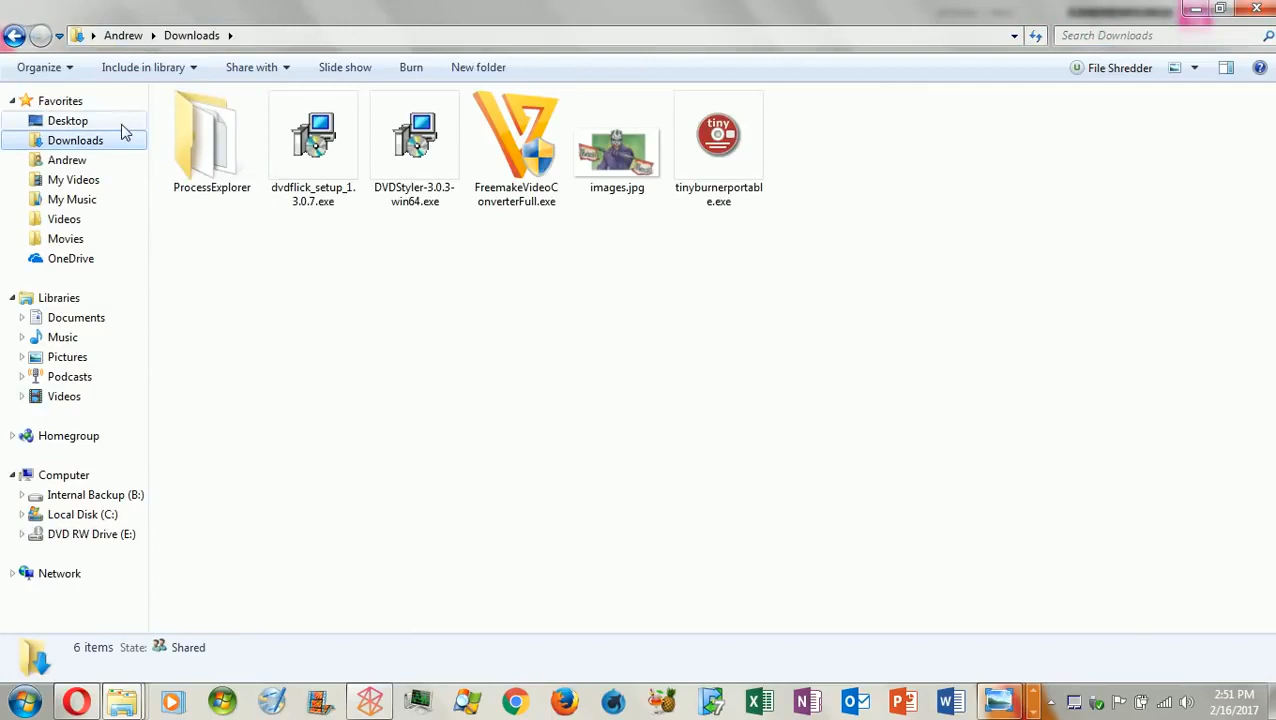 Andrew Downloads
Search Downloads
Organize Include in library Share with Slide show Burn New folder
File Shredder
Favorites
Desktop
Downloads
Andrew
My Videos
My Music
Videos
Movies
OneDrive
Libraries
Documents
Music
Pictures
Podcasts
Videos
Homegroup
Computer
Internal Backup (B:)
Local Disk (C:)
DVD RW Drive (E:)
Network
ProcessExplorer
dvdflick_setup_1.
3.0.7.exe
DVDStyler-3.0.3-
win64.exe
FreemakeVideoC
onverterFull.exe
images.jpg
tiny
tinyburnerportabl
e.exe
6 items State: Shared
2:51 PM
2/16/2017